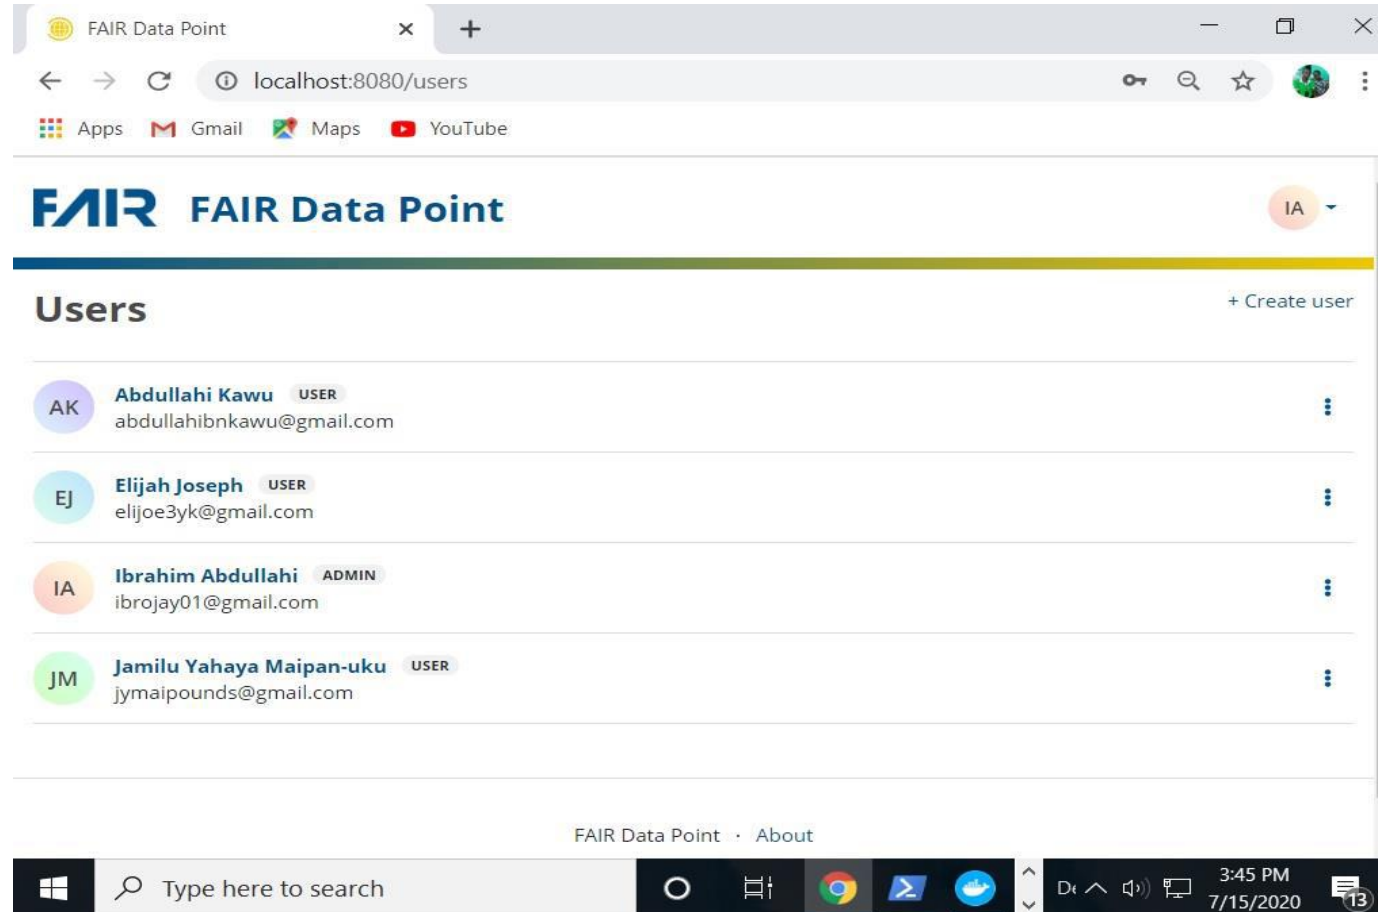 FAIR Data Point
localhost:8080/users
Apps Gmail Maps YouTube
FAIR FAIR Data Point
IA
Users
+ Create user
AK
Abdullahi Kawu USER
abdullahibnkawu@gmail.com
EJ
Elijah Joseph USER
elijoe3yk@gmail.com
IA
Ibrahim Abdullahi ADMIN
ibrojay01@gmail.com
JM
Jamilu Yahaya Maipan-uku USER
jymaipounds@gmail.com
FAIR Data Point · About
Type here to search
3:45 PM
7/15/2020
13